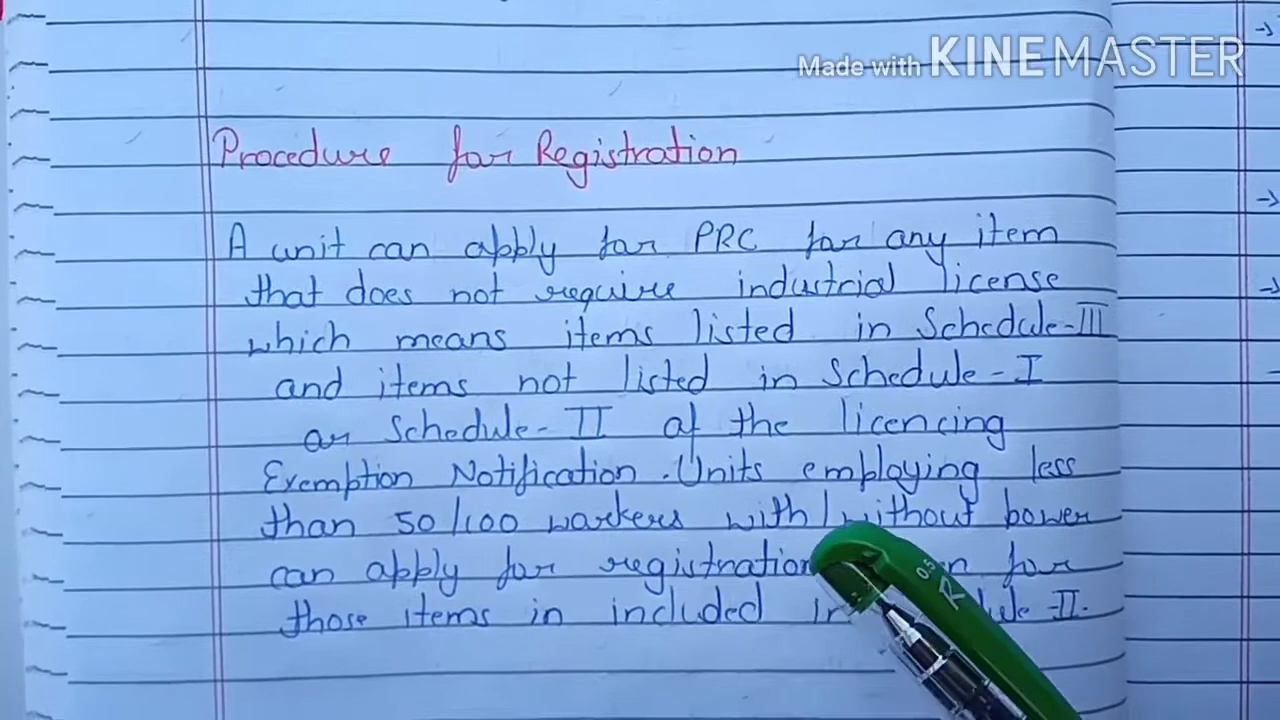 Made with KINEMASTER
Procedure for Registration
A unit can apply for PRC for any item
that does not require industrial license
which means items listed in Schedule-III
and items not listed in Schedule-I
or Schedule-II of the licencing
Exemption Notification. Units employing less
than 50/100 workers with/without power
can apply for registration for
those items in included II.